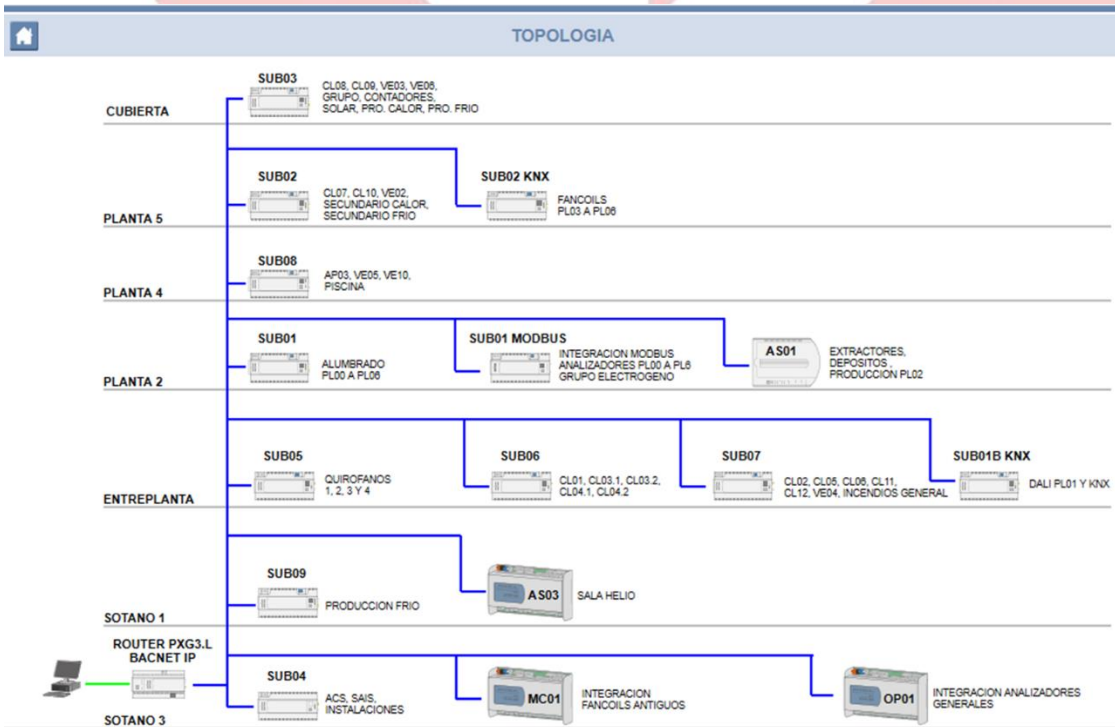 TOPOLOGIA
SUB03
CL08, CL09, VE03, VE06,
GRUPO, CONTADORES,
SOLAR, PRO. CALOR, PRO. FRIO
CUBIERTA
SUB02
CL07, CL10, VE02,
SECUNDARIO CALOR,
SECUNDARIO FRIO
SUB02 KNX
FANCOILS
PL03 A PL06
PLANTA 5
SUB08
AP03, VE05, VE10,
PISCINA
PLANTA 4
SUB01
ALUMBRADO
PL00 A PL06
SUB01 MODBUS
INTEGRACION MODBUS
ANALIZADORES PL00 A PL6
GRUPO ELECTROGENO
AS01
EXTRACTORES,
DEPOSITOS ,
PRODUCCION PL02
PLANTA 2
SUB05
QUIROFANOS
1, 2, 3 Y 4
SUB06
CL01, CL03.1, CL03.2,
CL04.1, CL04.2
SUB07
CL02, CL05, CL06, CL11,
CL12, VE04, INCENDIOS GENERAL
SUB01B KNX
DALI PL01 Y KNX
ENTREPLANTA
SUB09
PRODUCCION FRIO
AS03
SALA HELIO
SOTANO 1
ROUTER PXG3.L
BACNET IP
SUB04
ACS, SAIS,
INSTALACIONES
MC01
INTEGRACION
FANCOILS ANTIGUOS
OP01
INTEGRACION ANALIZADORES
GENERALES
SOTANO 3